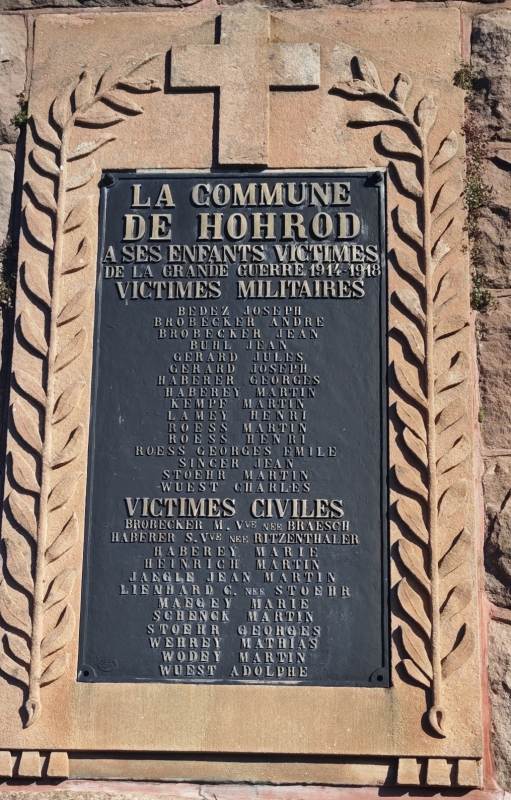 LA COMMUNE
DE HOHROD
A SES ENFANTS VICTIMES
DE LA GRANDE GUERRE 1914-1918
VICTIMES MILITAIRES
BEDEZ JOSEPH
BROBECKER ANDRE
BROBECKER JEAN
BUHL JEAN
GERARD JULES
GERARD JOSEPH
HABERER GEORGES
HABEREY MARTIN
KEMPF MARTIN
LAMEY HENRI
ROESS MARTIN
ROESS HENRI
ROESS GEORGES EMILE
SINGER JEAN
STOEHR MARTIN
WUEST CHARLES
VICTIMES CIVILES
BROBECKER M. Vve NEE BRAESCH
HABERER S. Vve NEE RITZENTHALER
HABEREY MARIE
HEINRICH MARTIN
JAEGLE JEAN MARTIN
LIENHARD C. NEE STOEHR
MAEGEY MARIE
SCHENCK MARTIN
STOEHR GEORGES
WEHREY MATHIAS
WODEY MARTIN
WUEST ADOLPHE